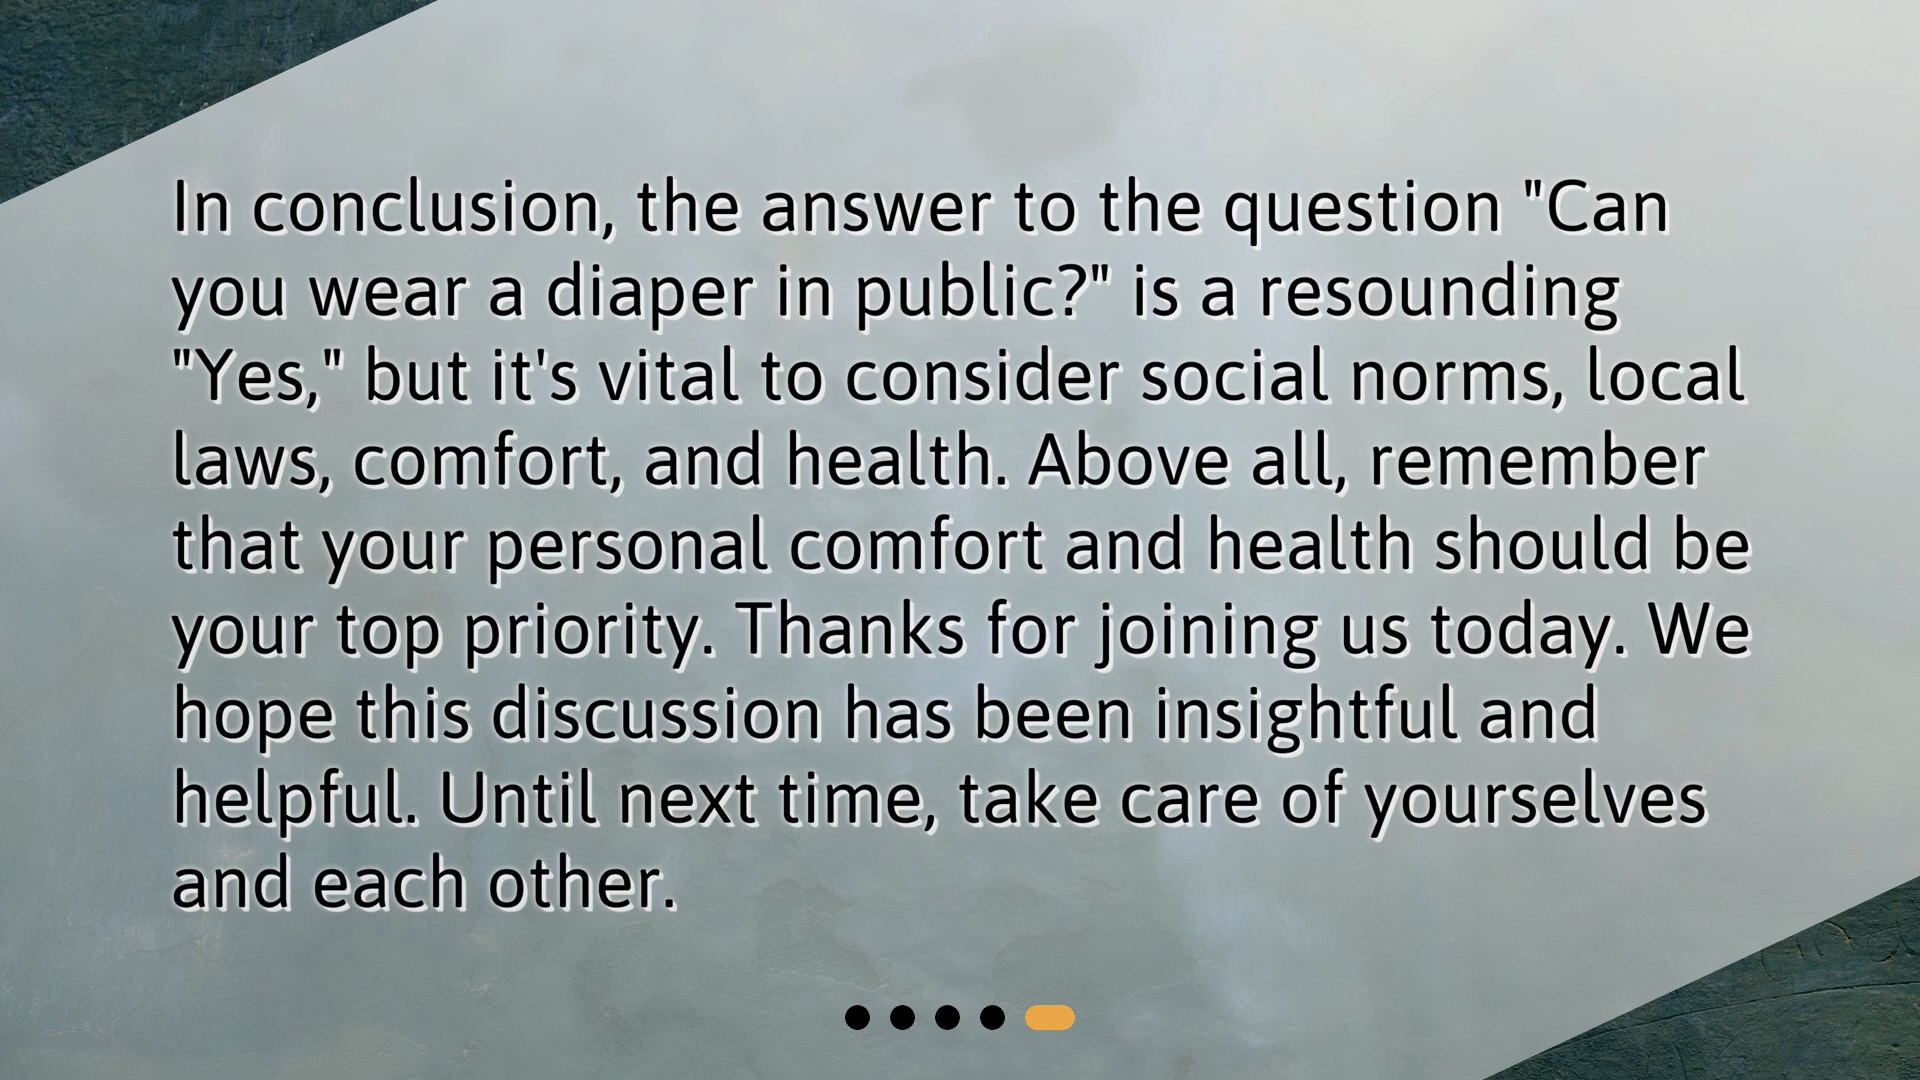 In conclusion, the answer to the question "Can
you wear a diaper in public?" is a resounding
"Yes," but it's vital to consider social norms, local
laws, comfort, and health. Above all, remember
that your personal comfort and health should be
your top priority. Thanks for joining us today. We
hope this discussion has been insightful and
helpful. Until next time, take care of yourselves
and each other.